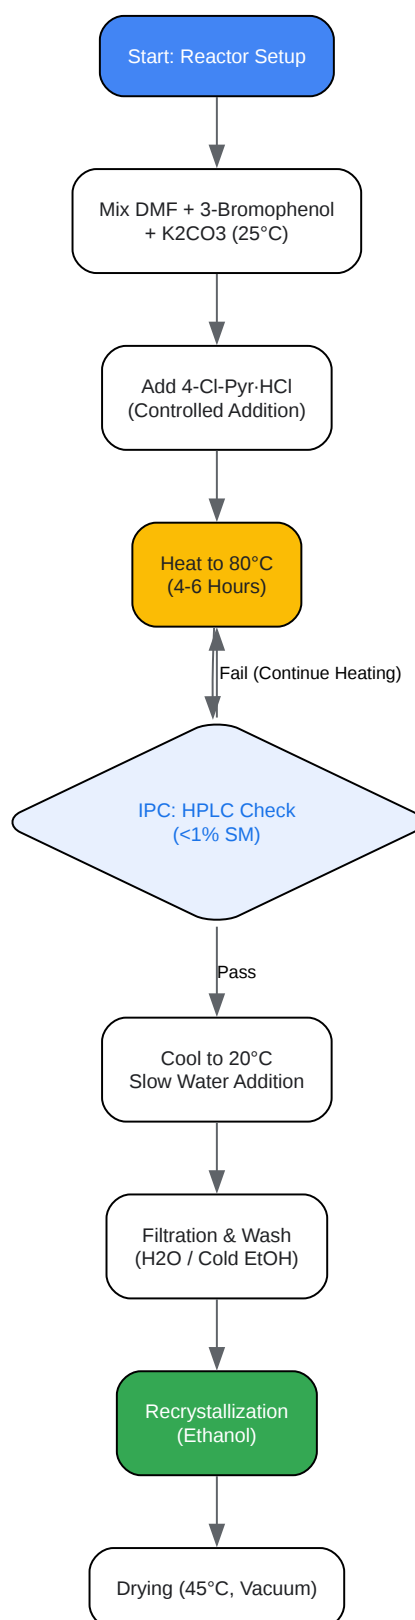 Start: Reactor Setup
Mix DMF + 3-Bromophenol
+ K2CO3 (25°C)
Add 4-Cl-Pyr·HCl
(Controlled Addition)
Heat to 80°C
(4-6 Hours)
Fail (Continue Heating)
IPC: HPLC Check
(<1% SM)
Pass
Cool to 20°C
Slow Water Addition
Filtration & Wash
(H2O / Cold EtOH)
Recrystallization
(Ethanol)
Drying (45°C, Vacuum)